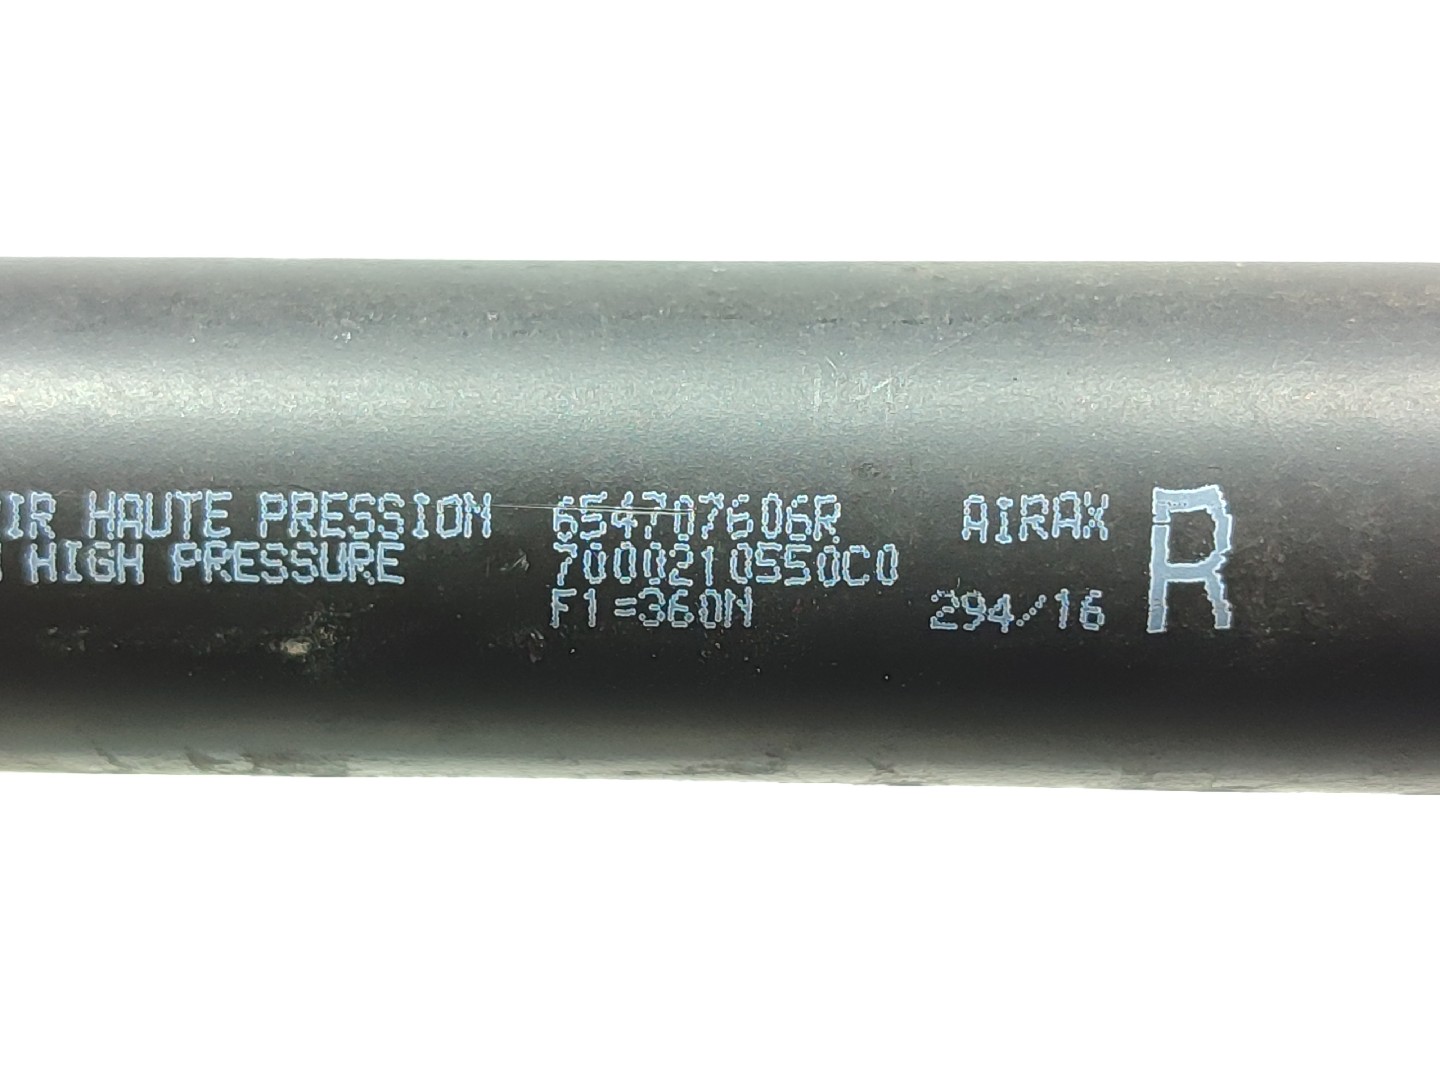 IR HAUTE PRESSION 654707606R AIRAX R
HIGH PRESSURE 7000210550C0
F1=360N 294/16